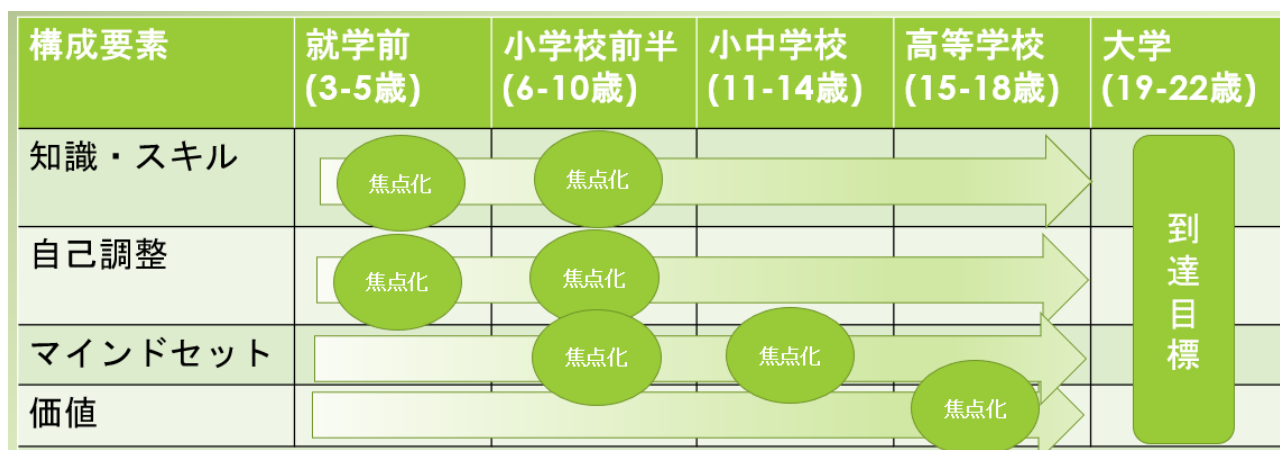 構成要素
就学前
(3-5歳)
小学校前半
(6-10歳)
小中学校
(11-14歳)
高等学校
(15-18歳)
大学
(19-22歳)
知識・スキル
焦点化
焦点化
自己調整
焦点化
焦点化
マインドセット
焦点化
焦点化
価値
焦点化
到達目標